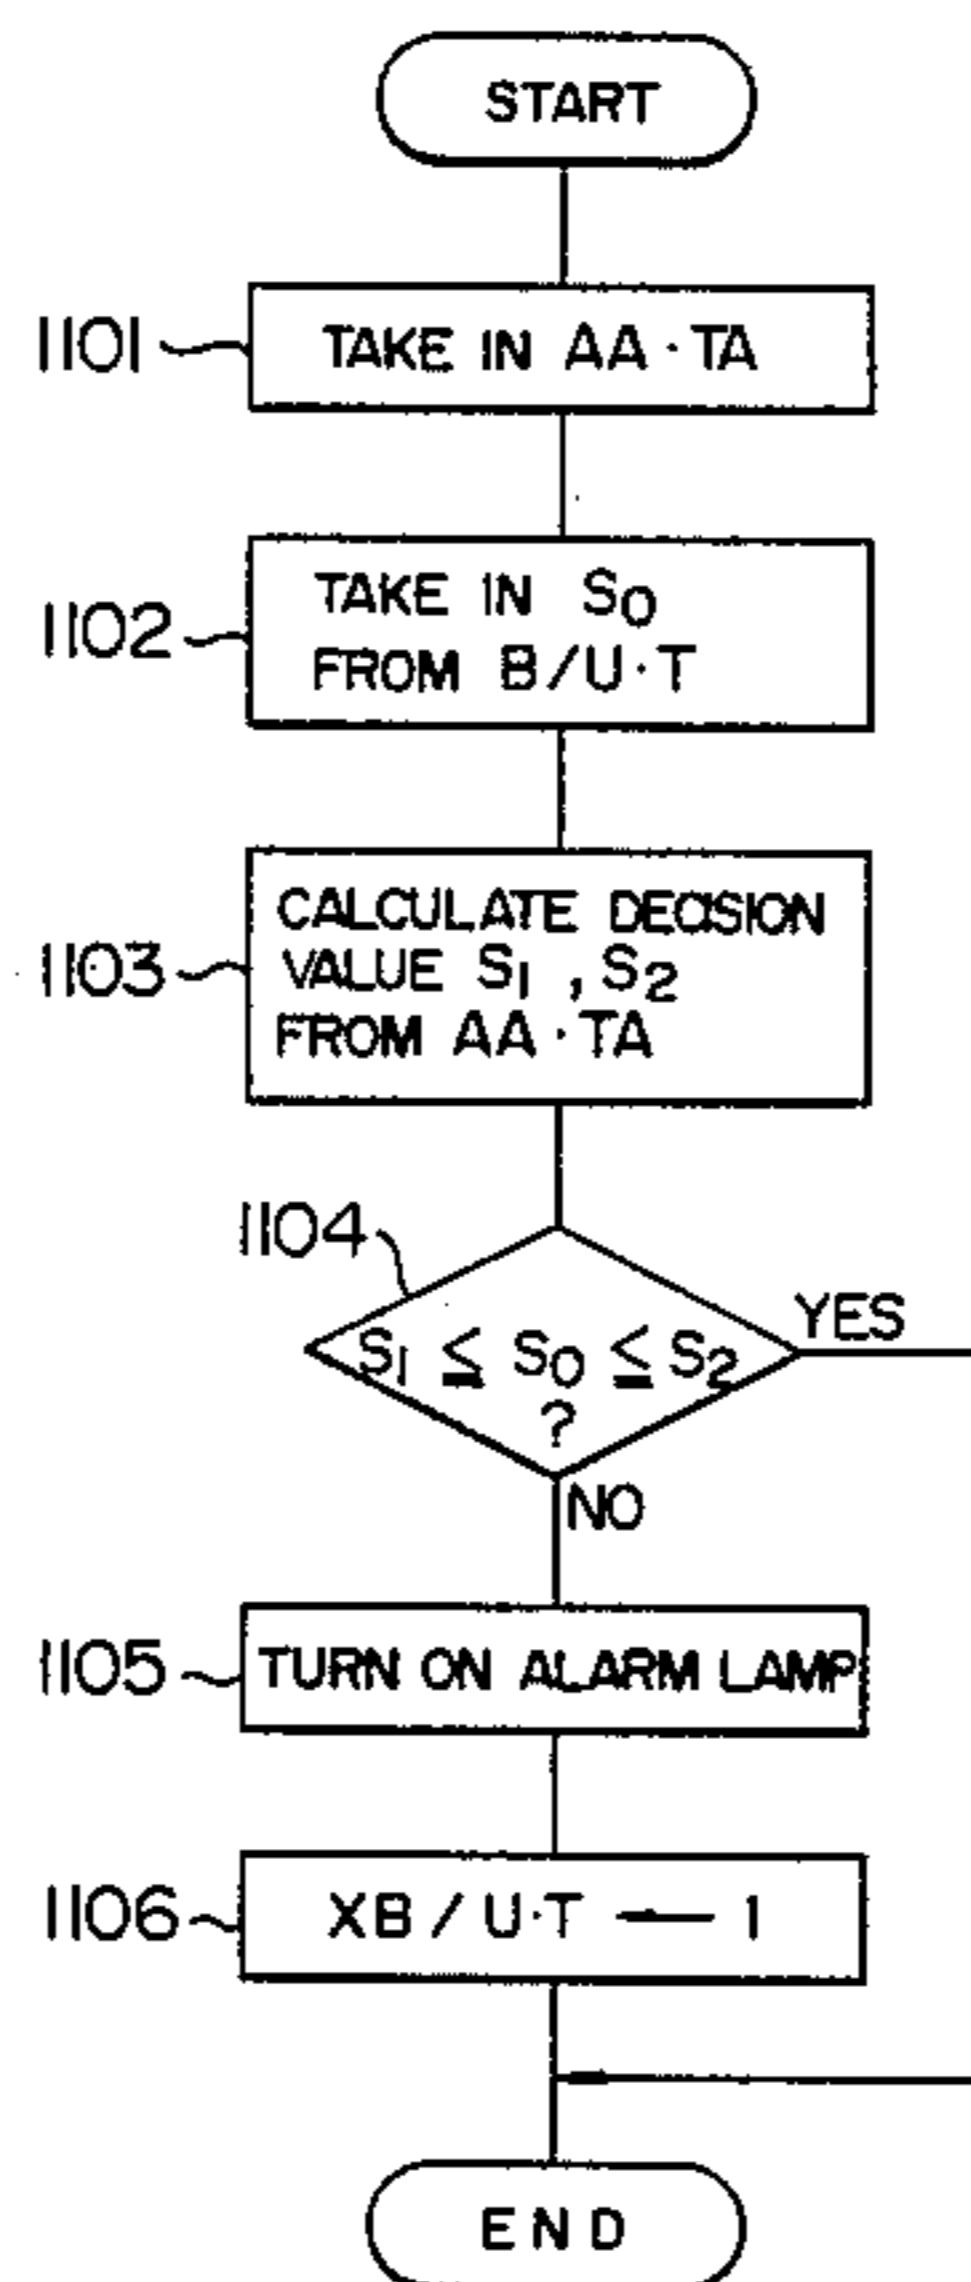 START
1101
TAKE IN AA·TA
1102
TAKE IN S₀
FROM B/U·T
1103
CALCULATE DECISION
VALUE S₁, S₂
FROM AA·TA
1104
S₁ ≦ S₀ ≦ S₂
?
YES
NO
1105
TURN ON ALARM LAMP
1106
XB/U·T ← 1
END